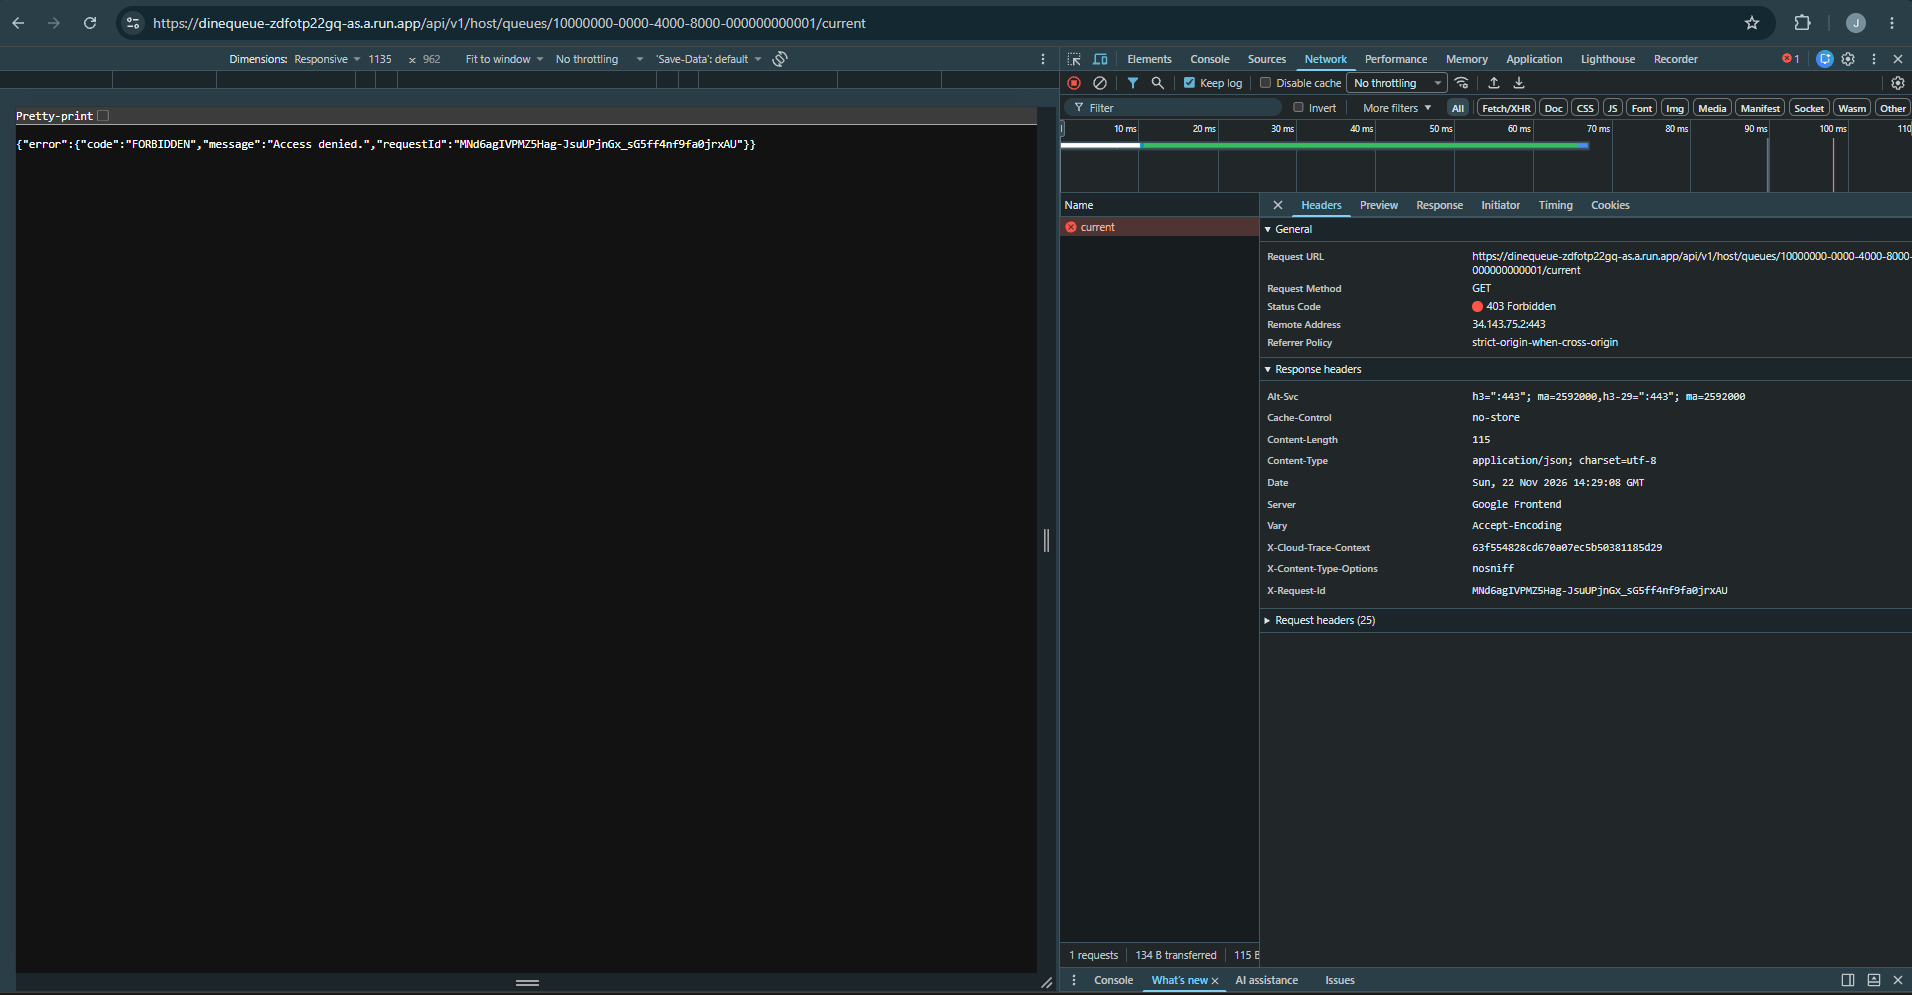 https://dinequeue-zdfotp22gq-as.a.run.app/api/v1/host/queues/10000000-0000-4000-8000-000000000001/current
J
Dimensions: Responsive 1135 × 962 Fit to window No throttling 'Save-Data': default
Pretty-print
{"error":{"code":"FORBIDDEN","message":"Access denied.","requestId":"MNd6agIVPMZ5Hag-JsuUPjnGx_sG5ff4nf9fa0jrxAU"}}
Elements Console Sources Network Performance Memory Application Lighthouse Recorder 1
Keep log Disable cache No throttling
Filter Invert More filters All Fetch/XHR Doc CSS JS Font Img Media Manifest Socket Wasm Other
10 ms 20 ms 30 ms 40 ms 50 ms 60 ms 70 ms 80 ms 90 ms 100 ms 110
Name
current
Headers Preview Response Initiator Timing Cookies
General
Request URL https://dinequeue-zdfotp22gq-as.a.run.app/api/v1/host/queues/10000000-0000-4000-8000-
000000000001/current
Request Method GET
Status Code 403 Forbidden
Remote Address 34.143.75.2:443
Referrer Policy strict-origin-when-cross-origin
Response headers
Alt-Svc h3=":443"; ma=2592000,h3-29=":443"; ma=2592000
Cache-Control no-store
Content-Length 115
Content-Type application/json; charset=utf-8
Date Sun, 22 Nov 2026 14:29:08 GMT
Server Google Frontend
Vary Accept-Encoding
X-Cloud-Trace-Context 63f554828cd670a07ec5b50381185d29
X-Content-Type-Options nosniff
X-Request-Id MNd6agIVPMZ5Hag-JsuUPjnGx_sG5ff4nf9fa0jrxAU
Request headers (25)
1 requests 134 B transferred 115 B
Console What's new AI assistance Issues